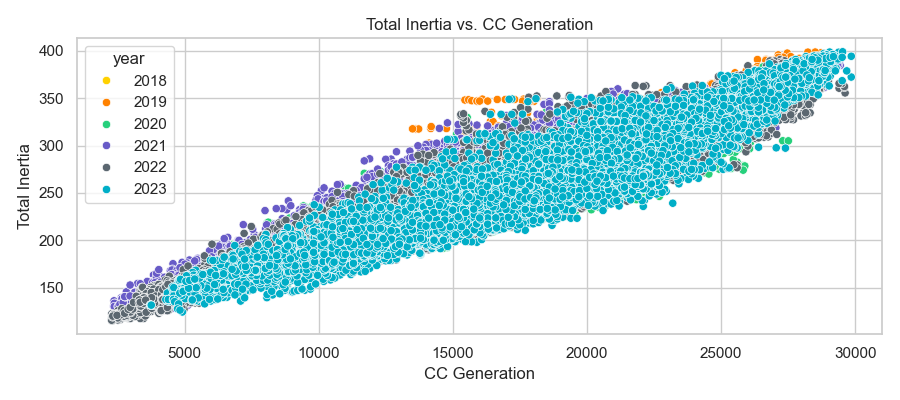 Total Inertia vs. CC Generation
year
2018
2019
2020
2021
2022
2023
Total Inertia
400
350
300
250
200
150
5000 10000 15000 20000 25000 30000
CC Generation